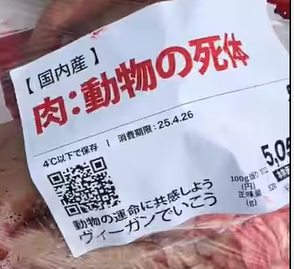 【国内産】
肉:動物の死体
4℃以下で保存 | 消費期限:25.4.26
5,0
100g当り
(円)
正味量
(g)
動物の運命に共感しよう
ヴィーガンでいこう